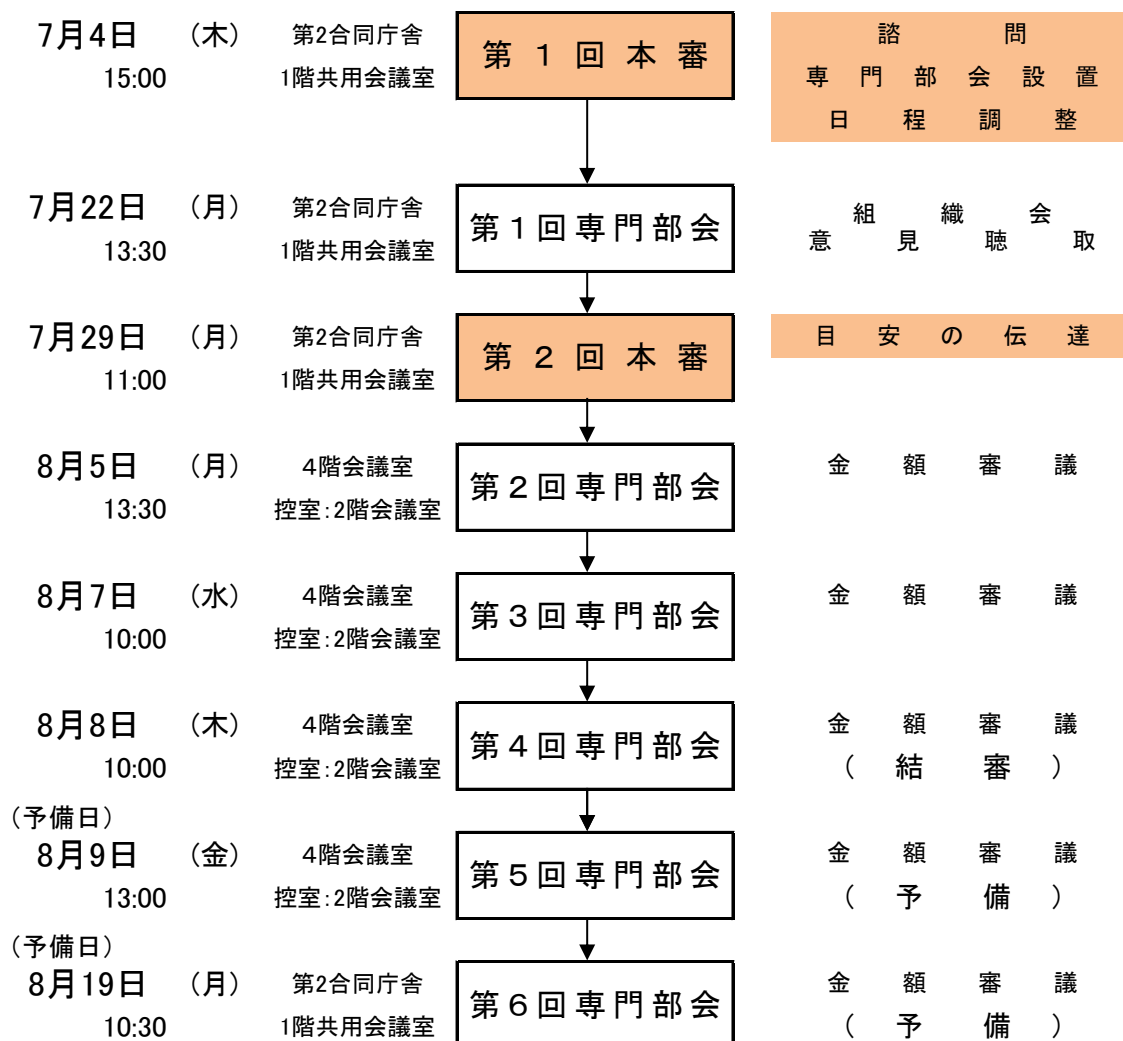 7月4日 （木） 第2合同庁舎 第１回本審 諮問
15:00 1階共用会議室 専門部会設置
日程調整
7月22日 （月） 第2合同庁舎 第１回専門部会 組織会
13:30 1階共用会議室 意見聴取
7月29日 （月） 第2合同庁舎 第２回本審 目安の伝達
11:00 1階共用会議室
8月5日 （月） 4階会議室 第２回専門部会 金額審議
13:30 控室：2階会議室
8月7日 （水） 4階会議室 第３回専門部会 金額審議
10:00 控室：2階会議室
8月8日 （木） 4階会議室 第４回専門部会 金額審議
10:00 控室：2階会議室 （結審）
（予備日）
8月9日 （金） 4階会議室 第５回専門部会 金額審議
13:00 控室：2階会議室 （予備）
（予備日）
8月19日 （月） 第2合同庁舎 第６回専門部会 金額審議
10:30 1階共用会議室 （予備）